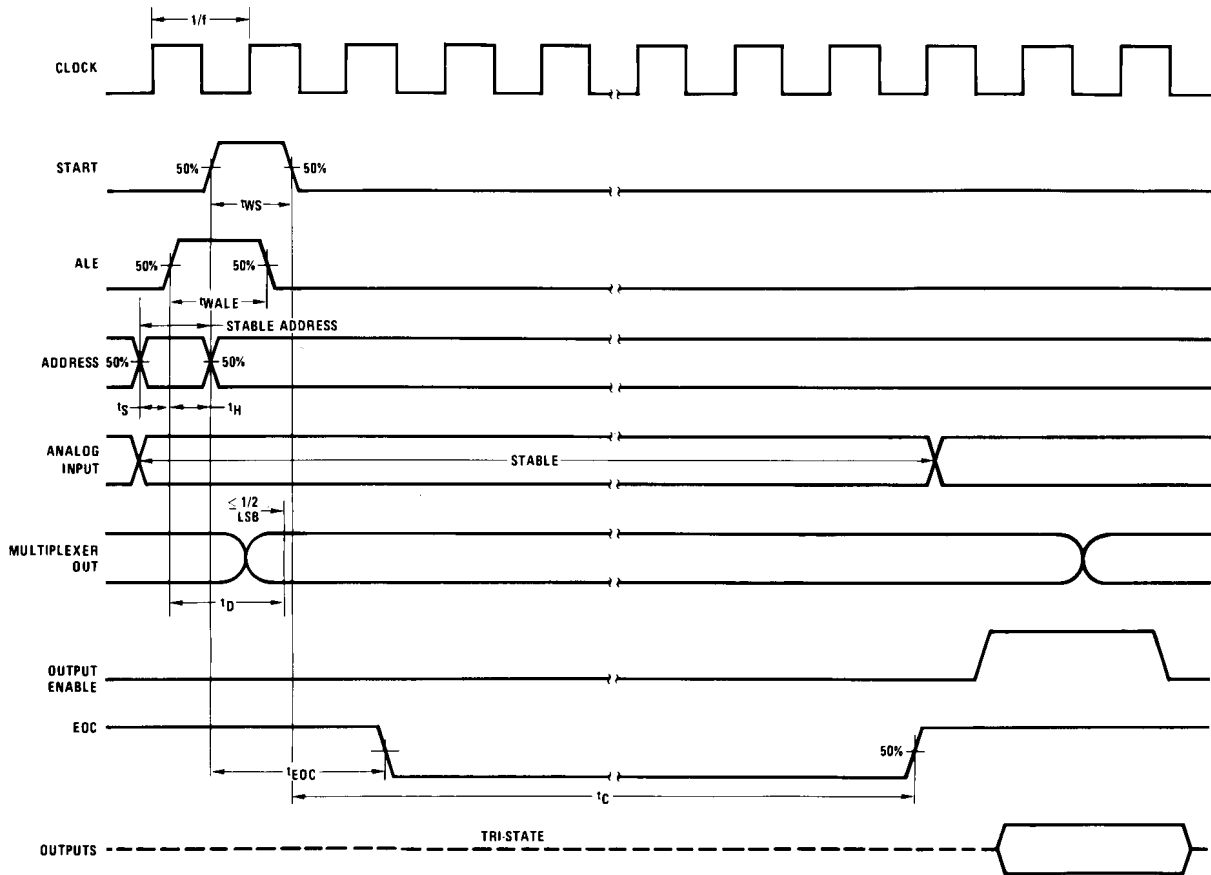 1/f
CLOCK
START
50%
50%
tWS
ALE
50%
50%
tWALE
STABLE ADDRESS
ADDRESS
50%
50%
tS
tH
ANALOG
INPUT
STABLE
≤ 1/2
LSB
MULTIPLEXER
OUT
tD
OUTPUT
ENABLE
EOC
50%
tEOC
tC
TRI-STATE
OUTPUTS